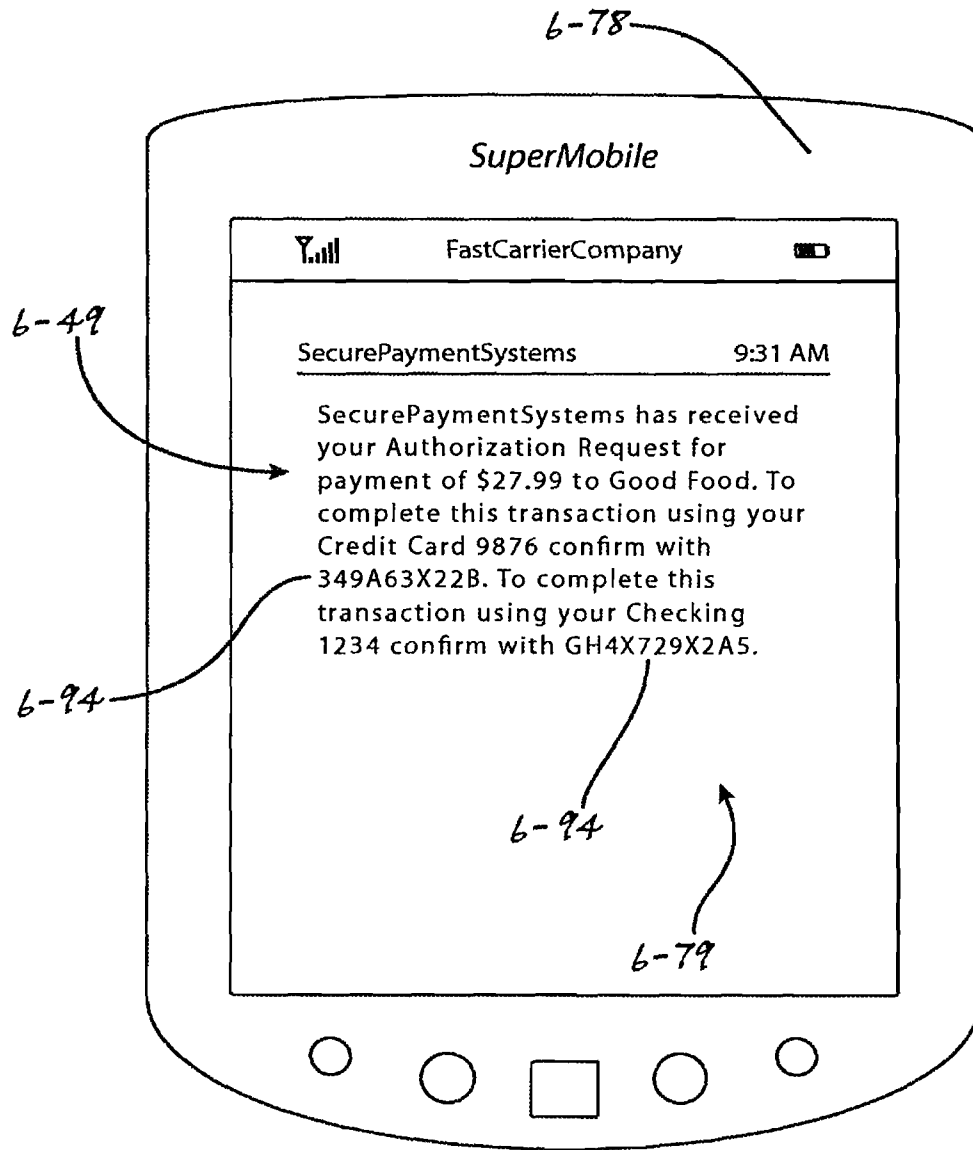 6-78
SuperMobile
FastCarrierCompany
6-49
SecurePaymentSystems 9:31 AM
SecurePaymentSystems has received
your Authorization Request for
payment of $27.99 to Good Food. To
complete this transaction using your
Credit Card 9876 confirm with
349A63X22B. To complete this
transaction using your Checking
1234 confirm with GH4X729X2A5.
6-94
6-94
6-79